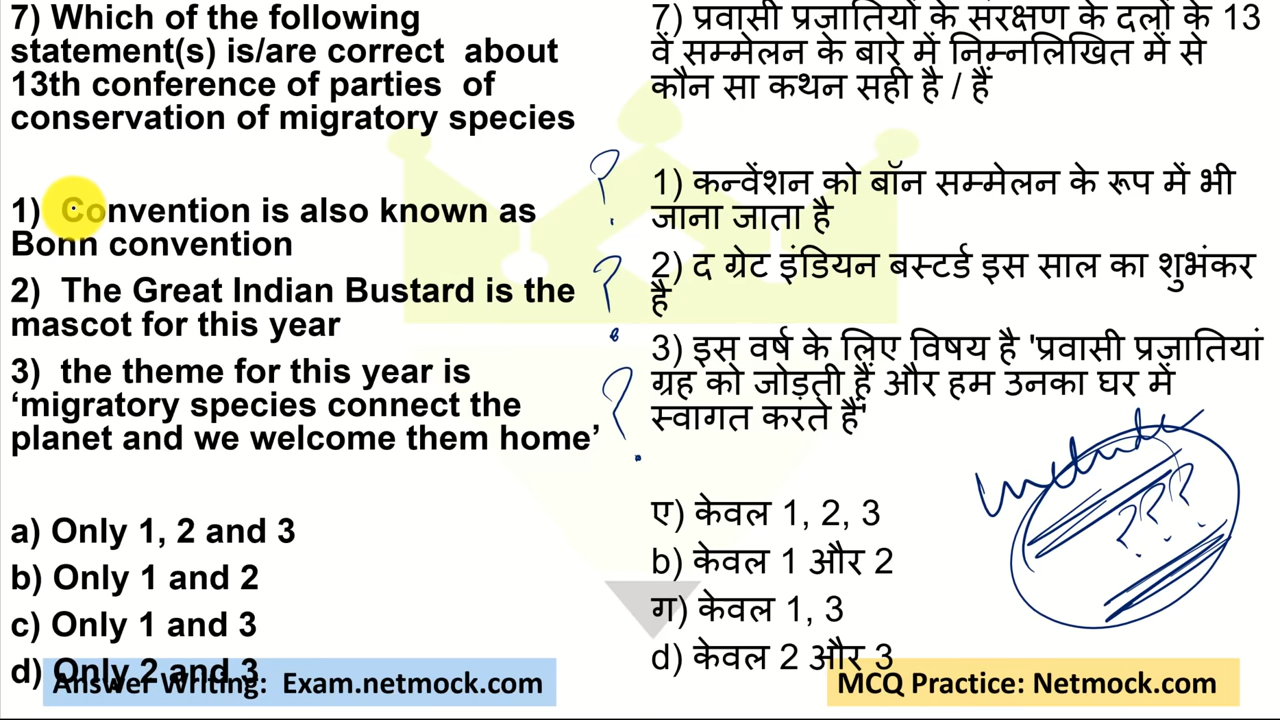 7) Which of the following
statement(s) is/are correct about
13th conference of parties of
conservation of migratory species
1) Convention is also known as
Bonn convention
2) The Great Indian Bustard is the
mascot for this year
3) the theme for this year is
‘migratory species connect the
planet and we welcome them home’
a) Only 1, 2 and 3
b) Only 1 and 2
c) Only 1 and 3
d) Only 2 and 3
7) प्रवासी प्रजातियों के संरक्षण के दलों के 13
वें सम्मेलन के बारे में निम्नलिखित में से
कौन सा कथन सही है / हैं
1) कन्वेंशन को बॉन सम्मेलन के रूप में भी
जाना जाता है
2) द ग्रेट इंडियन बस्टर्ड इस साल का शुभंकर
है
3) इस वर्ष के लिए विषय है 'प्रवासी प्रजातियां
ग्रह को जोड़ती हैं और हम उनका घर में
स्वागत करते हैं'
ए) केवल 1, 2, 3
b) केवल 1 और 2
ग) केवल 1, 3
d) केवल 2 और 3
?
?
?
? ? ?
Answer Writing: Exam.netmock.com
MCQ Practice: Netmock.com